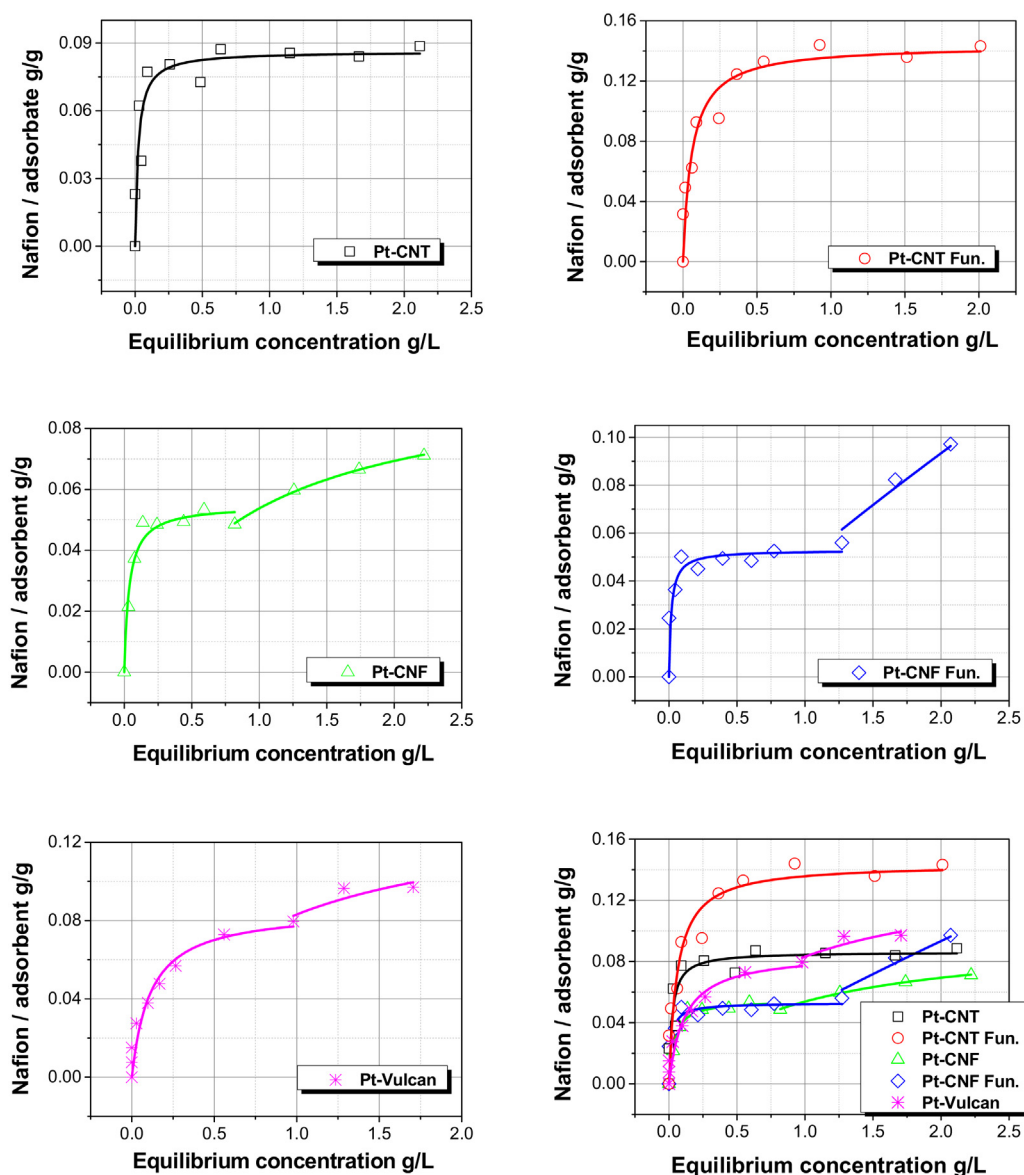 Nafion / adsorbate g/g
0.09
0.06
0.03
0.00
Pt-CNT
0.0 0.5 1.0 1.5 2.0
Equilibrium concentration g/L
Nafion / adsorbent g/g
0.16
0.12
0.08
0.04
0.00
Pt-CNT Fun.
0.0 0.5 1.0 1.5 2.0
Equilibrium concentration g/L
Nafion / adsorbent g/g
0.08
0.06
0.04
0.02
0.00
Pt-CNF
0.0 0.5 1.0 1.5 2.0 2.5
Equilibrium concentration g/L
Nafion / adsorbent g/g
0.10
0.08
0.06
0.04
0.02
0.00
Pt-CNF Fun.
0.0 0.5 1.0 1.5 2.0 2.5
Equilibrium concentration g/L
Nafion / adsorbent g/g
0.12
0.08
0.04
0.00
Pt-Vulcan
0.0 0.5 1.0 1.5 2.0
Equilibrium concentration g/L
Nafion / adsorbent g/g
0.16
0.12
0.08
0.04
0.00
Pt-CNT
Pt-CNT Fun.
Pt-CNF
Pt-CNF Fun.
Pt-Vulcan
0.0 0.5 1.0 1.5 2.0 2.5
Equilibrium concentration g/L